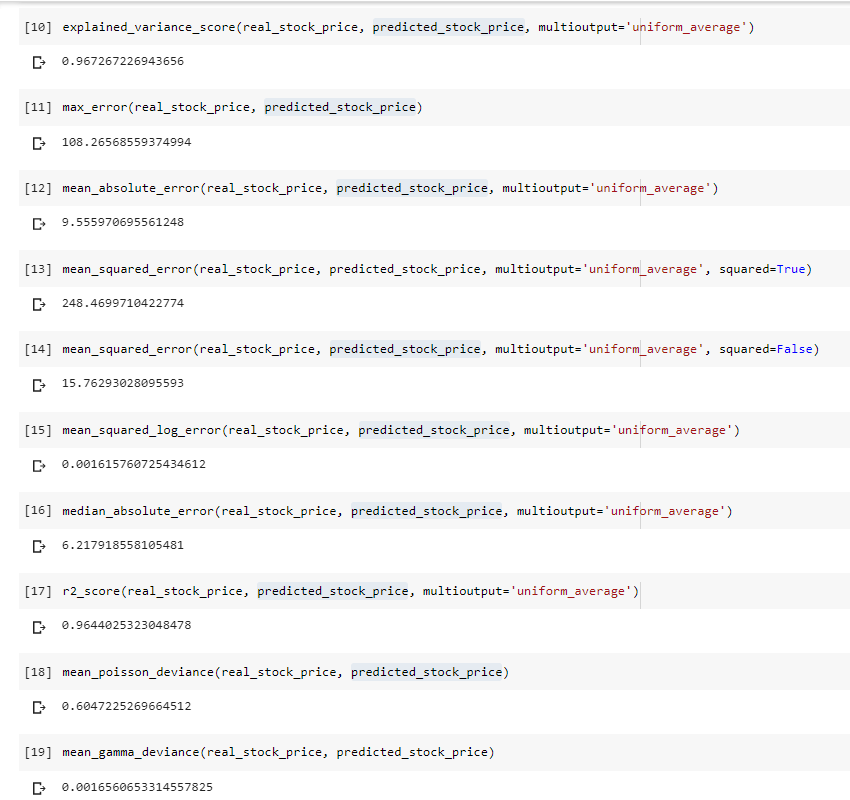 [10] explained_variance_score(real_stock_price, predicted_stock_price, multioutput='uniform_average')
0.967267226943656
[11] max_error(real_stock_price, predicted_stock_price)
108.26568559374994
[12] mean_absolute_error(real_stock_price, predicted_stock_price, multioutput='uniform_average')
9.555970695561248
[13] mean_squared_error(real_stock_price, predicted_stock_price, multioutput='uniform_average', squared=True)
248.4699710422774
[14] mean_squared_error(real_stock_price, predicted_stock_price, multioutput='uniform_average', squared=False)
15.76293028095593
[15] mean_squared_log_error(real_stock_price, predicted_stock_price, multioutput='uniform_average')
0.001615760725434612
[16] median_absolute_error(real_stock_price, predicted_stock_price, multioutput='uniform_average')
6.217918558105481
[17] r2_score(real_stock_price, predicted_stock_price, multioutput='uniform_average')
0.9644025323048478
[18] mean_poisson_deviance(real_stock_price, predicted_stock_price)
0.6047225269664512
[19] mean_gamma_deviance(real_stock_price, predicted_stock_price)
0.0016560653314557825